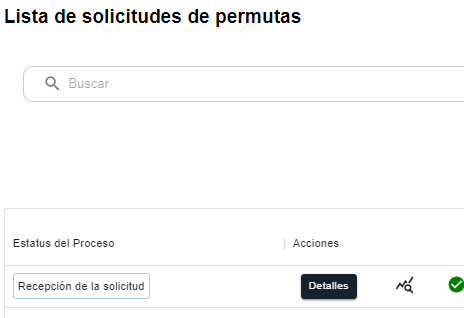 Lista de solicitudes de permutas
Buscar
Estatus del Proceso
Acciones
Recepción de la solicitud
Detalles